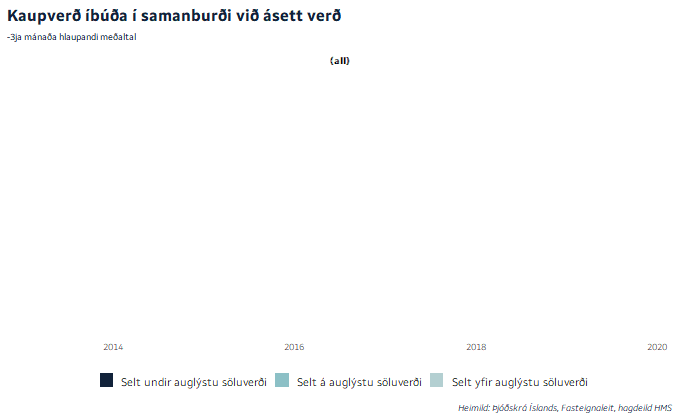 Kaupverð íbúða í samanburði við ásett verð
-3ja mánaða hlaupandi meðaltal
(all)
2014 2016 2018 2020
Selt undir auglýstu söluverði Selt á auglýstu söluverði Selt yfir auglýstu söluverði
Heimild: Þjóðskrá Íslands, Fasteignaleit, hagdeild HMS